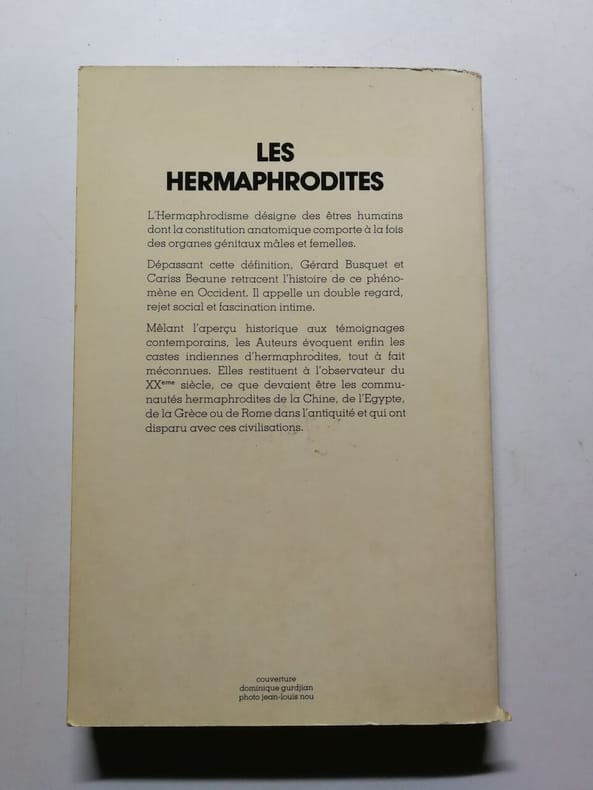 LES
HERMAPHRODITES
L'Hermaphrodisme désigne des êtres humains
dont la constitution anatomique comporte à la fois
des organes génitaux mâles et femelles.
Dépassant cette définition, Gérard Busquet et
Cariss Beaune retracent l'histoire de ce phéno-
mène en Occident. Il appelle un double regard,
rejet social et fascination intime.
Mêlant l'aperçu historique aux témoignages
contemporains, les Auteurs évoquent enfin les
castes indiennes d'hermaphrodites, tout à fait
méconnues. Elles restituent à l'observateur du
XXeme siècle, ce que devaient être les commu-
nautés hermaphrodites de la Chine, de l'Egypte,
de la Grèce ou de Rome dans l'antiquité et qui ont
disparu avec ces civilisations.
couverture
dominique gurdjian
photo jean-louis nou